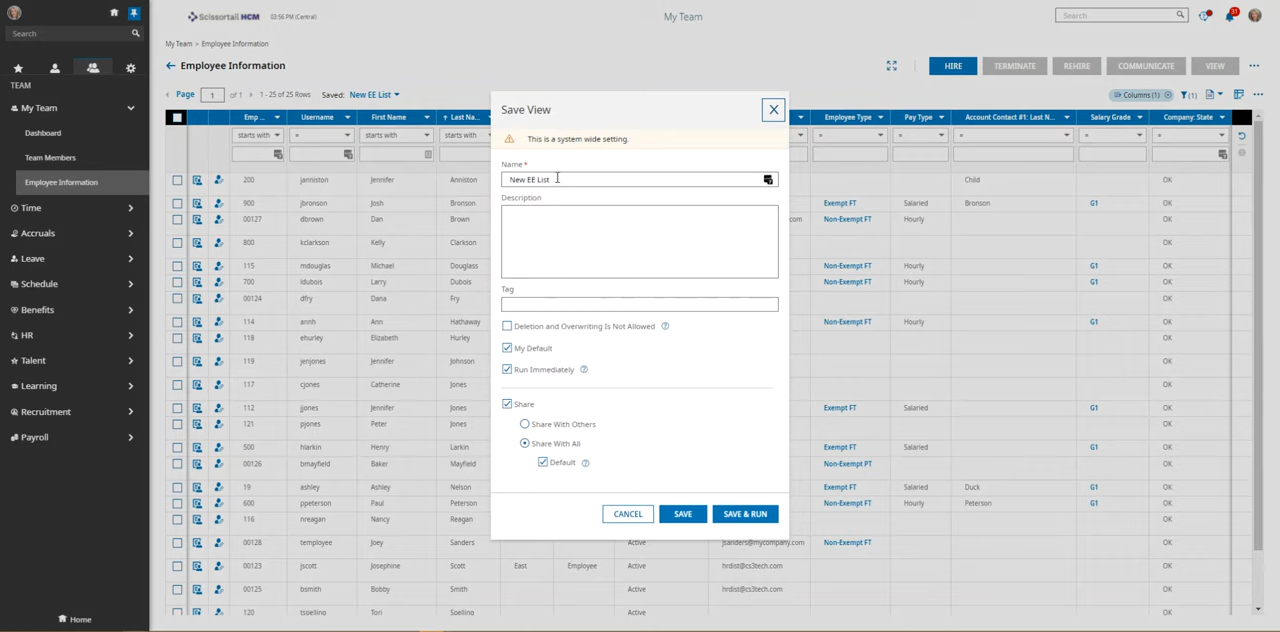 Scissortail HCM 03:56 PM (Central)
My Team
Search
31
Search
My Team > Employee Information
Employee Information
HIRE TERMINATE REHIRE COMMUNICATE VIEW
TEAM
My Team
Dashboard
Team Members
Employee Information
Time
Accruals
Leave
Schedule
Benefits
HR
Talent
Learning
Recruitment
Payroll
Home
Page 1 of 1 1 - 25 of 25 Rows Saved: New EE List
Columns (1) (1)
Emp ... Username First Name Last Na... Employee Type Pay Type Account Contact #1: Last N... Salary Grade Company: State
starts with = starts with starts with = = = = =
200 janniston Jennifer Anniston Child OK
900 jbronson Josh Bronson Exempt FT Salaried Bronson G1 OK
00127 dbrown Dan Brown com Non-Exempt FT Hourly OK
800 kclarkson Kelly Clarkson OK
115 mdouglas Michael Douglass Non-Exempt FT Hourly G1 OK
700 ldubois Larry Dubois Non-Exempt FT Hourly G1 OK
00124 dfry Dana Fry OK
114 annh Ann Hathaway Non-Exempt FT Hourly G1 OK
118 ehurley Elizabeth Hurley OK
119 jenjones Jennifer Johnson OK
117 cjones Catherine Jones OK
112 jjones Jennifer Jones Exempt FT Salaried G1 OK
121 pjones Peter Jones OK
500 hlarkin Henry Larkin Exempt FT Salaried G1 OK
00126 bmayfield Baker Mayfield Non-Exempt PT OK
19 ashley Ashley Nelson Exempt FT Salaried Duck G1 OK
600 ppeterson Paul Peterson Non-Exempt FT Hourly Peterson G1 OK
116 nreagan Nancy Reagan OK
00128 temployee Joey Sanders Active jsanders@mycompany.com Non-Exempt FT OK
00123 jscott Josephine Scott East Employee Active hrdist@cs3tech.com OK
00125 bsmith Bobby Smith Active hrdist@cs3tech.com OK
120 tspelling Tori Spelling Active OK
Save View
This is a system wide setting.
Name *
New EE List
Description
Tag
Deletion and Overwriting Is Not Allowed
My Default
Run Immediately
Share
Share With Others
Share With All
Default
CANCEL SAVE SAVE & RUN